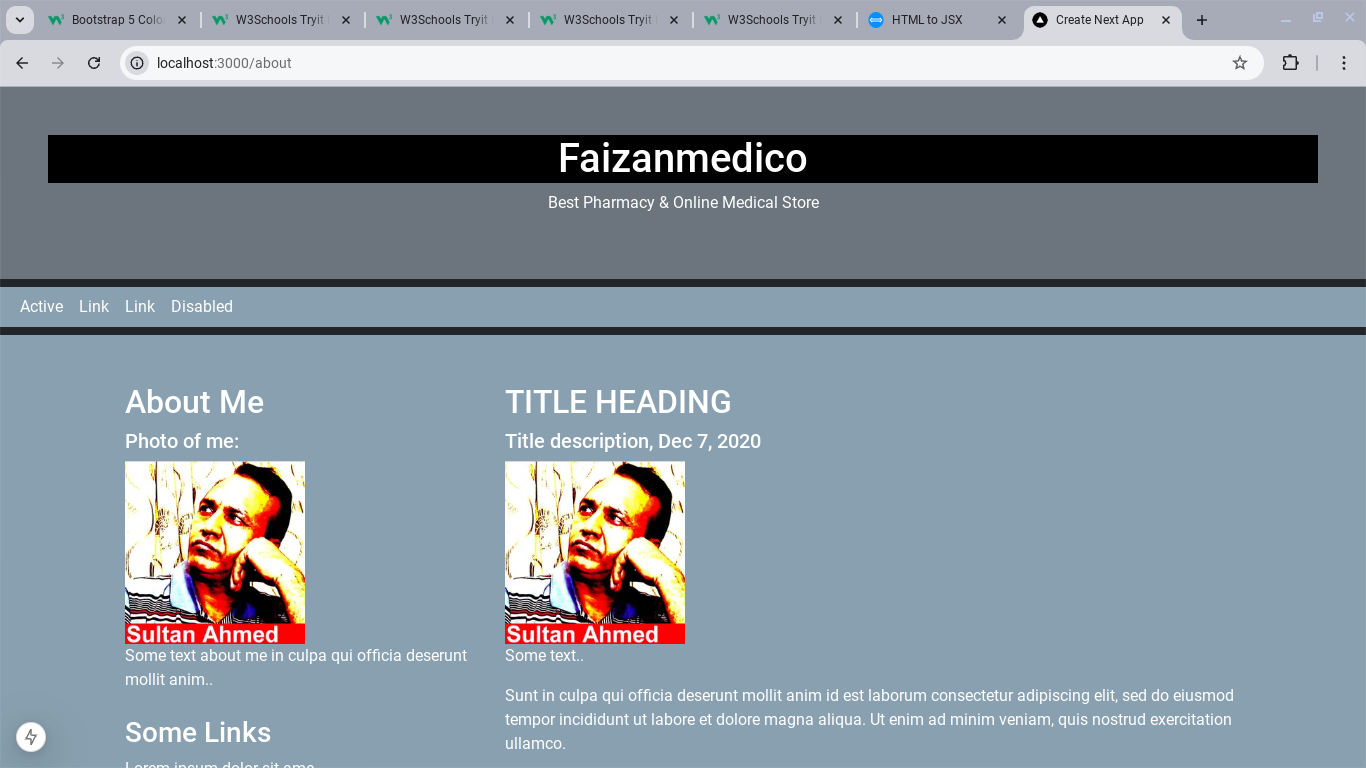 Bootstrap 5 Colo
W3Schools Tryit
W3Schools Tryit
W3Schools Tryit
W3Schools Tryit
HTML to JSX
Create Next App
localhost:3000/about
Faizanmedico
Best Pharmacy & Online Medical Store
Active Link Link Disabled
About Me
Photo of me:
Sultan Ahmed
Some text about me in culpa qui officia deserunt
mollit anim..
Some Links
Lorem ipsum dolor sit ame.
TITLE HEADING
Title description, Dec 7, 2020
Sultan Ahmed
Some text..
Sunt in culpa qui officia deserunt mollit anim id est laborum consectetur adipiscing elit, sed do eiusmod
tempor incididunt ut labore et dolore magna aliqua. Ut enim ad minim veniam, quis nostrud exercitation
ullamco.